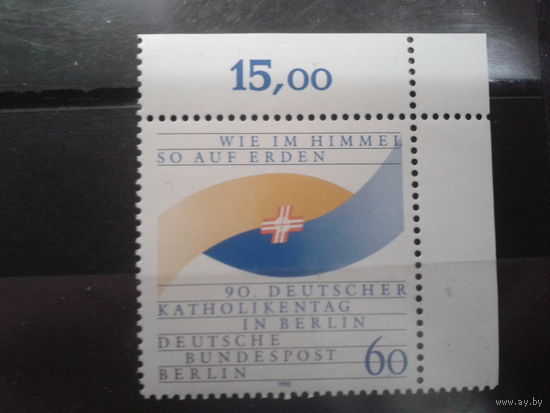 15,00
WIE IM HIMMEL
SO AUF ERDEN
90. DEUTSCHER
KATHOLIKENTAG
IN BERLIN
DEUTSCHE
BUNDESPOST
BERLIN
60
1990
www.ay.by